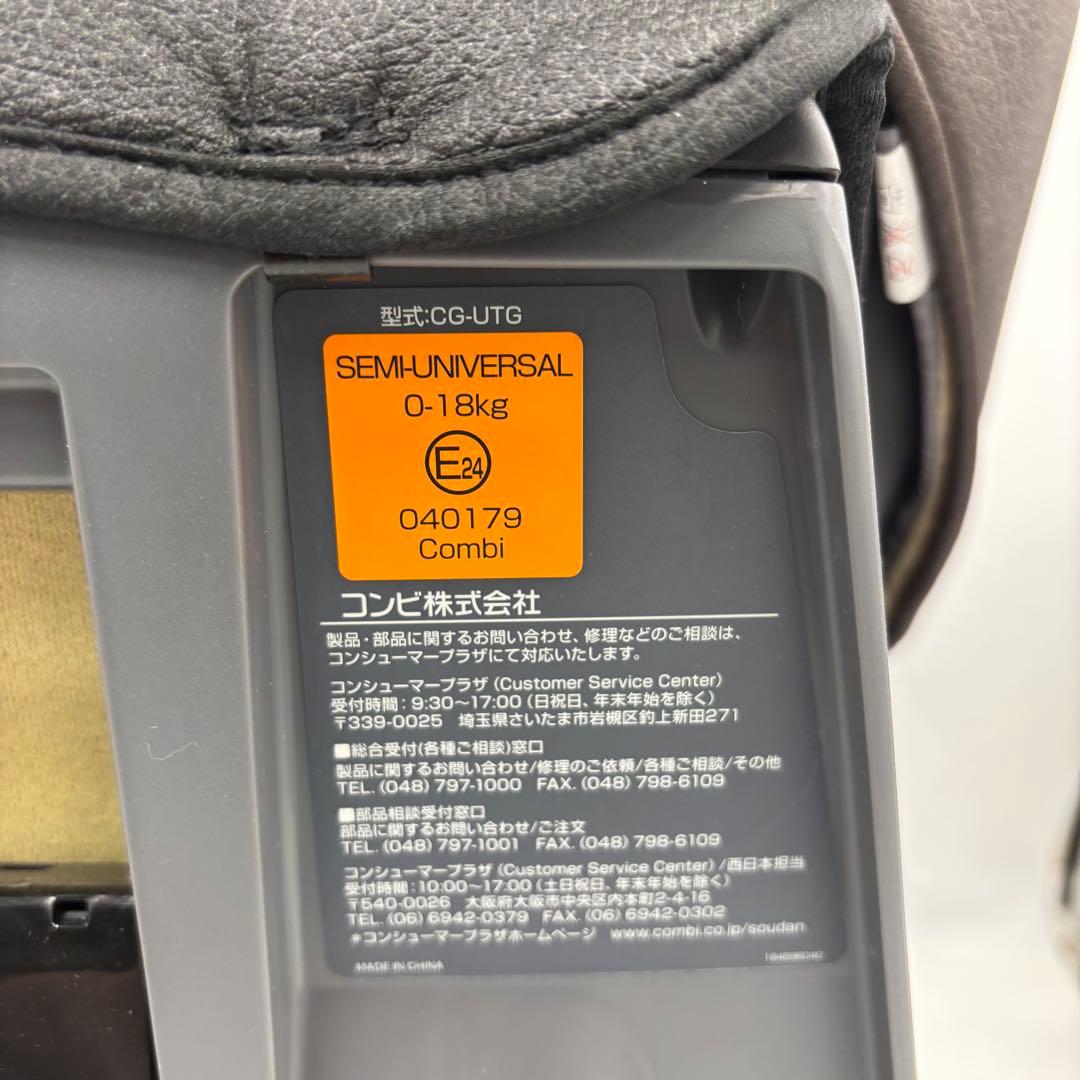 型式:CG-UTG
SEMI-UNIVERSAL
0-18kg
E24
040179
Combi
コンビ株式会社
製品・部品に関するお問い合わせ、修理などのご相談は、
コンシューマープラザにて対応いたします。
コンシューマープラザ (Customer Service Center)
受付時間:9:30～17:00 (日祝日、年末年始を除く)
〒339-0025 埼玉県さいたま市岩槻区釣上新田271
■総合受付(各種ご相談)窓口
製品に関するお問い合わせ/修理のご依頼/各種ご相談/その他
TEL. (048) 797-1000 FAX. (048) 798-6109
■部品相談受付窓口
部品に関するお問い合わせ/ご注文
TEL. (048) 797-1001 FAX. (048) 798-6109
コンシューマープラザ (Customer Service Center) /西日本担当
受付時間:10:00～17:00 (土日祝日、年末年始を除く)
〒540-0026 大阪府大阪市中央区内本町2-4-16
TEL. (06) 6942-0379 FAX. (06) 6942-0302
*コンシューマープラザホームページ www.combi.co.jp/soudan
MADE IN CHINA